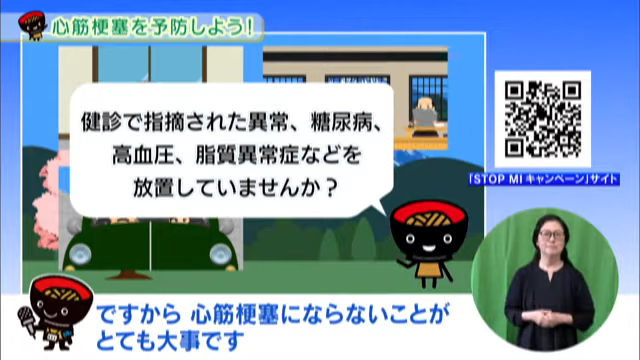 心筋梗塞を予防しよう!
健診で指摘された異常、糖尿病、
高血圧、脂質異常症などを
放置していませんか?
「STOP MIキャンペーン」サイト
ですから 心筋梗塞にならないことが
とても大事です